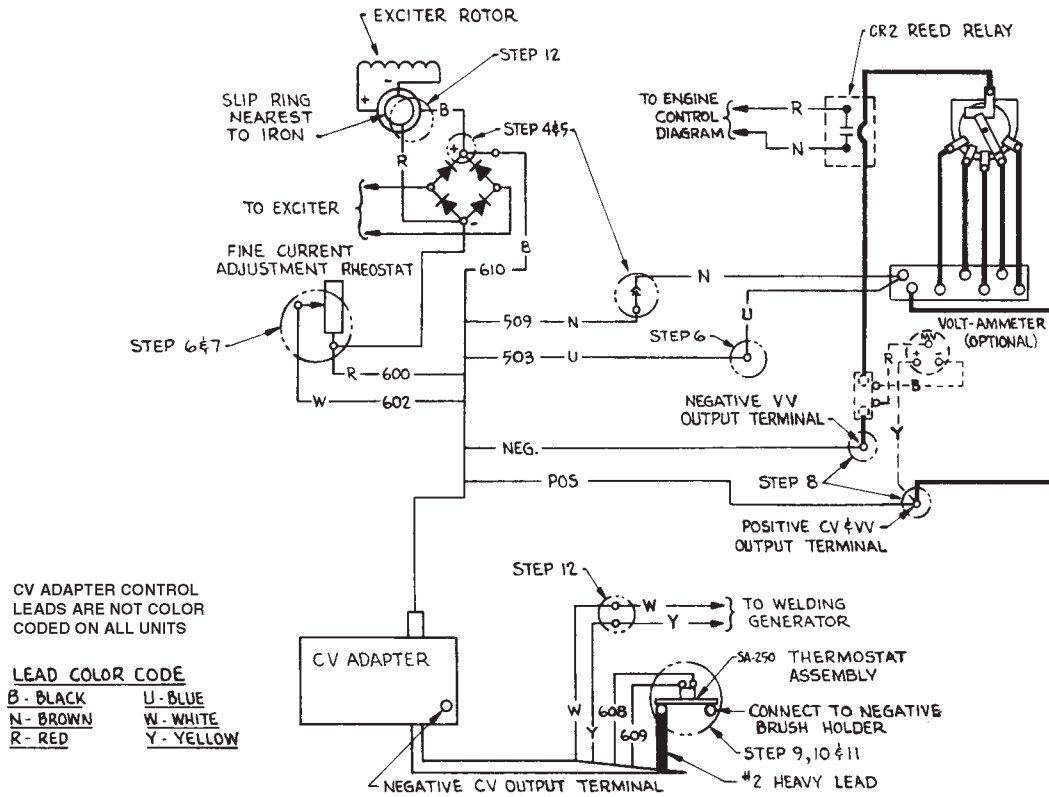 EXCITER ROTOR
STEP 12
CR2 REED RELAY
SLIP RING
NEAREST
TO IRON
+
-
B
R
TO ENGINE
CONTROL
DIAGRAM
R
N
STEP 4&5
+
-
TO EXCITER
B
FINE CURRENT
ADJUSTMENT RHEOSTAT
610
N
509 N
U
STEP 6
503 U
VOLT-AMMETER
(OPTIONAL)
MV
+ -
R
B
Y
STEP 6&7
R 600
W 602
NEGATIVE VV
OUTPUT TERMINAL
NEG.
STEP 8
POS
POSITIVE CV & VV
OUTPUT TERMINAL
STEP 12
CV ADAPTER CONTROL
LEADS ARE NOT COLOR
CODED ON ALL UNITS
W
Y
TO WELDING
GENERATOR
CV ADAPTER
SA-250 THERMOSTAT
ASSEMBLY
LEAD COLOR CODE
B - BLACK U - BLUE
N - BROWN W - WHITE
R - RED Y - YELLOW
W
Y
608
609
CONNECT TO NEGATIVE
BRUSH HOLDER
STEP 9, 10 & 11
#2 HEAVY LEAD
NEGATIVE CV OUTPUT TERMINAL